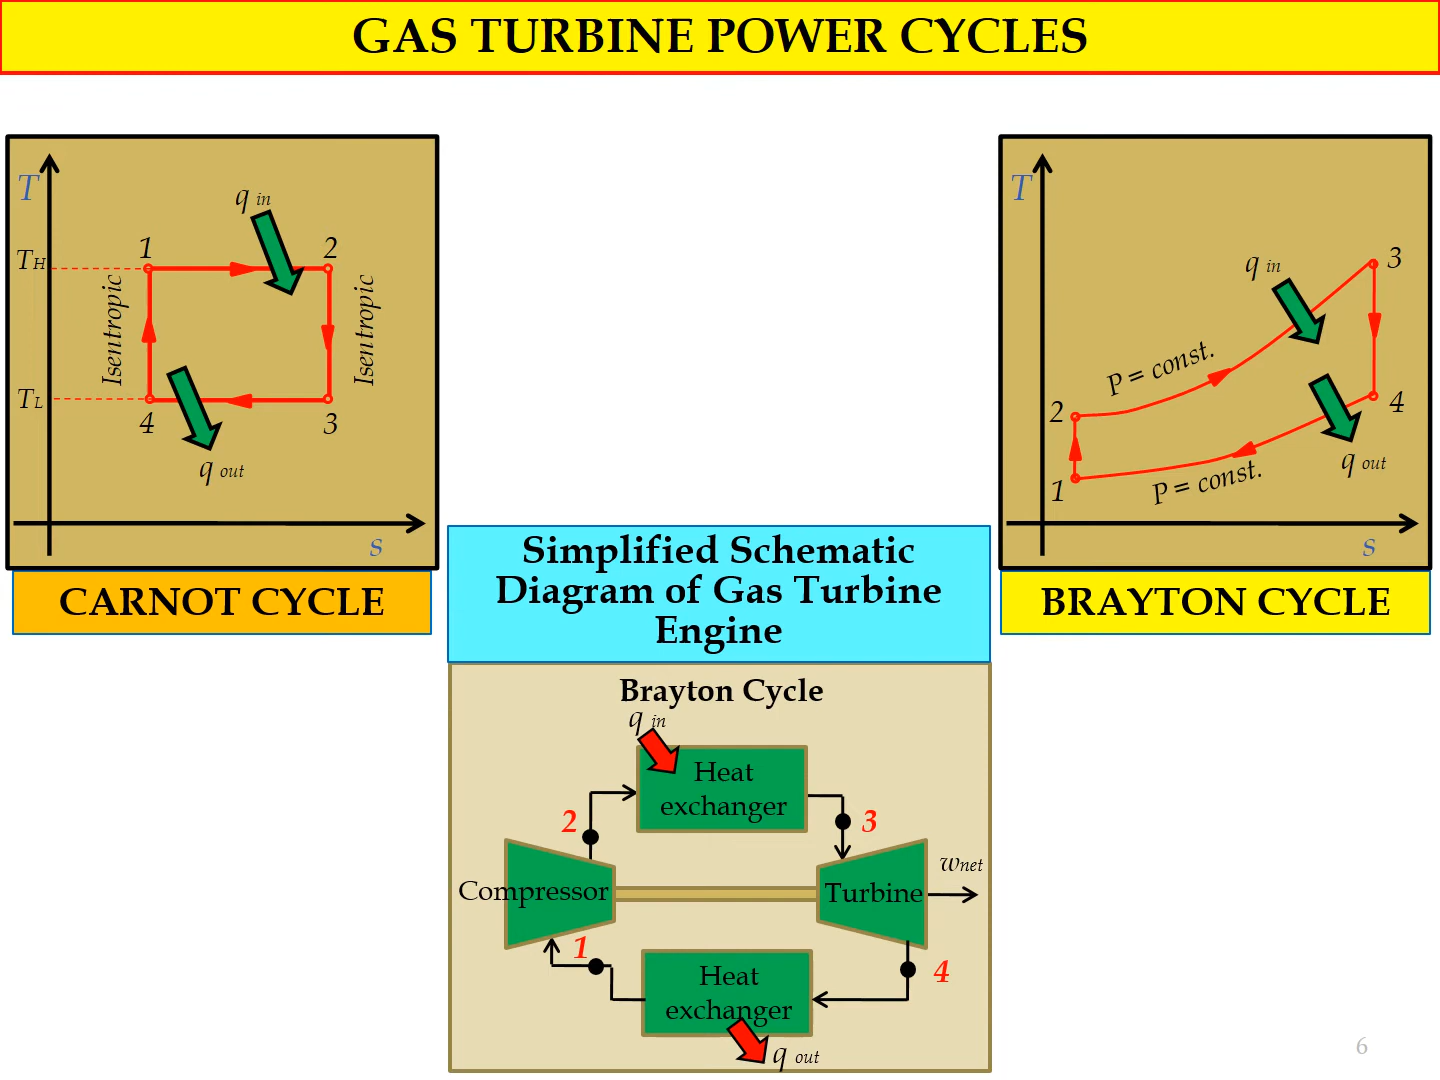 GAS TURBINE POWER CYCLES
T
q in
1
2
TH
Isentropic
Isentropic
TL
4
3
q out
s
CARNOT CYCLE
T
3
q in
P = const.
2
4
q out
1
P = const.
s
BRAYTON CYCLE
Simplified Schematic
Diagram of Gas Turbine
Engine
Brayton Cycle
q in
Heat
exchanger
2
3
wnet
Compressor
Turbine
1
4
Heat
exchanger
q out
6